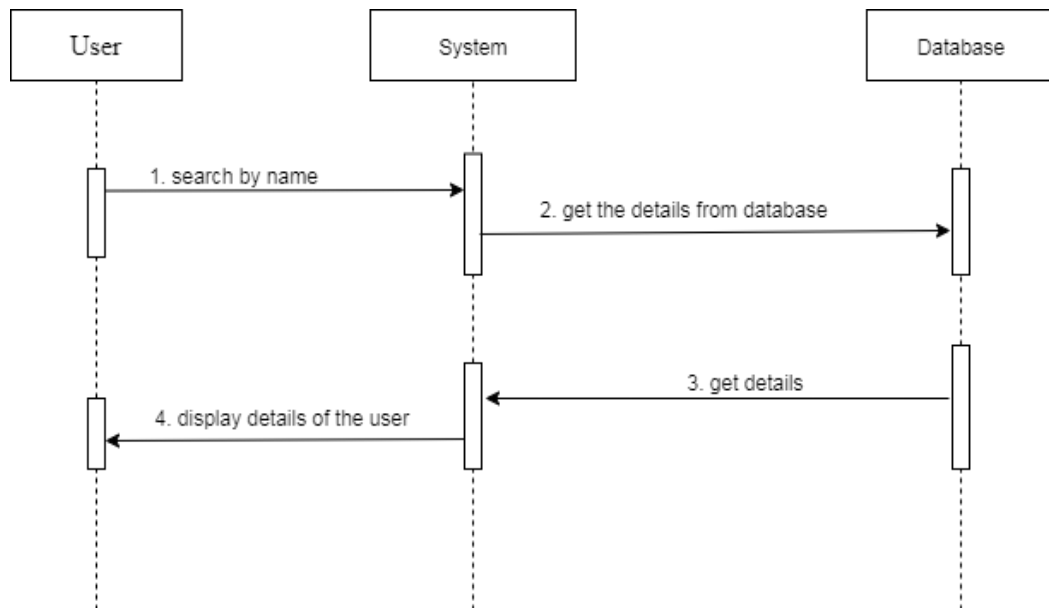 User
System
Database
1. search by name
2. get the details from database
3. get details
4. display details of the user